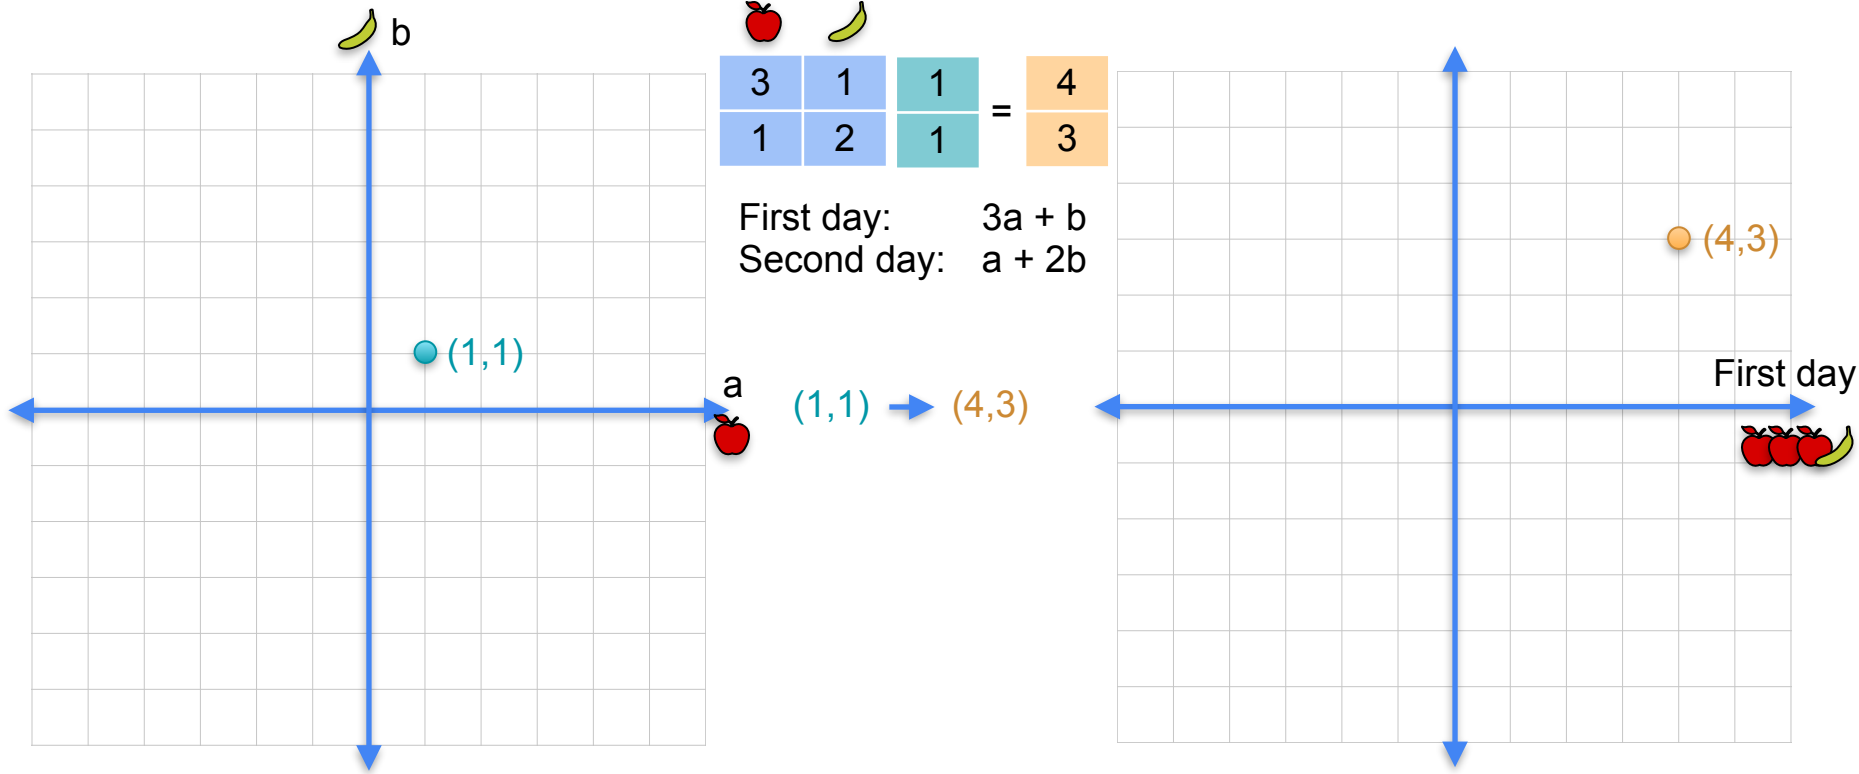 b
3 1 1 = 4
1 2 1 3
First day: 3a + b
Second day: a + 2b
(4,3)
(1,1)
a
First day
(1,1) (4,3)